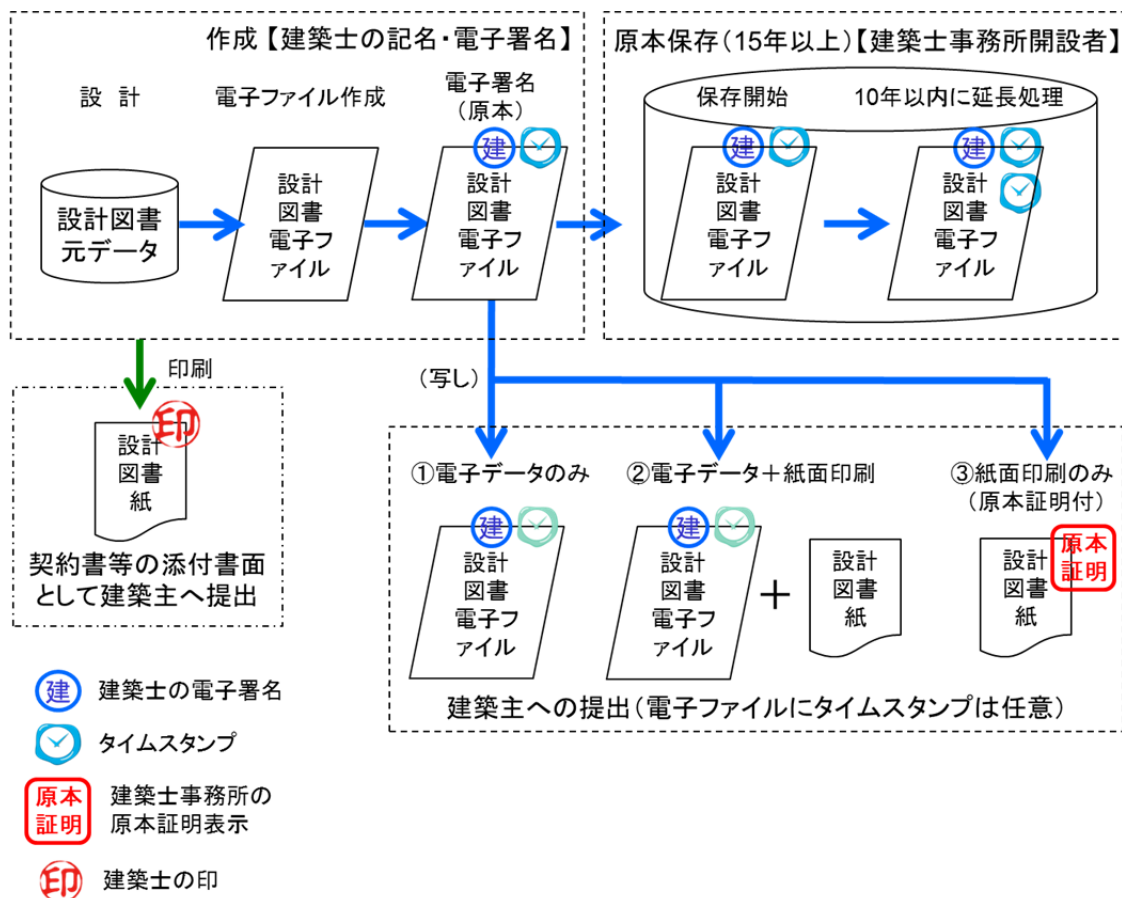 作成【建築士の記名・電子署名】
設 計
電子ファイル作成
電子署名
(原本)
設計図書
元データ
設計
図書
電子フ
ァイル
建
設計
図書
電子フ
ァイル
原本保存(15年以上)【建築士事務所開設者】
保存開始
10年以内に延長処理
建
設計
図書
電子フ
ァイル
建
設計
図書
電子フ
ァイル
印刷
印
設計
図書
紙
契約書等の添付書面
として建築主へ提出
(写し)
①電子データのみ
建
設計
図書
電子フ
ァイル
②電子データ+紙面印刷
建
設計
図書
電子フ
ァイル
+
設計
図書
紙
③紙面印刷のみ
(原本証明付)
原本
証明
設計
図書
紙
建築主への提出(電子ファイルにタイムスタンプは任意)
建
建築士の電子署名
タイムスタンプ
原本
証明
建築士事務所の
原本証明表示
印
建築士の印